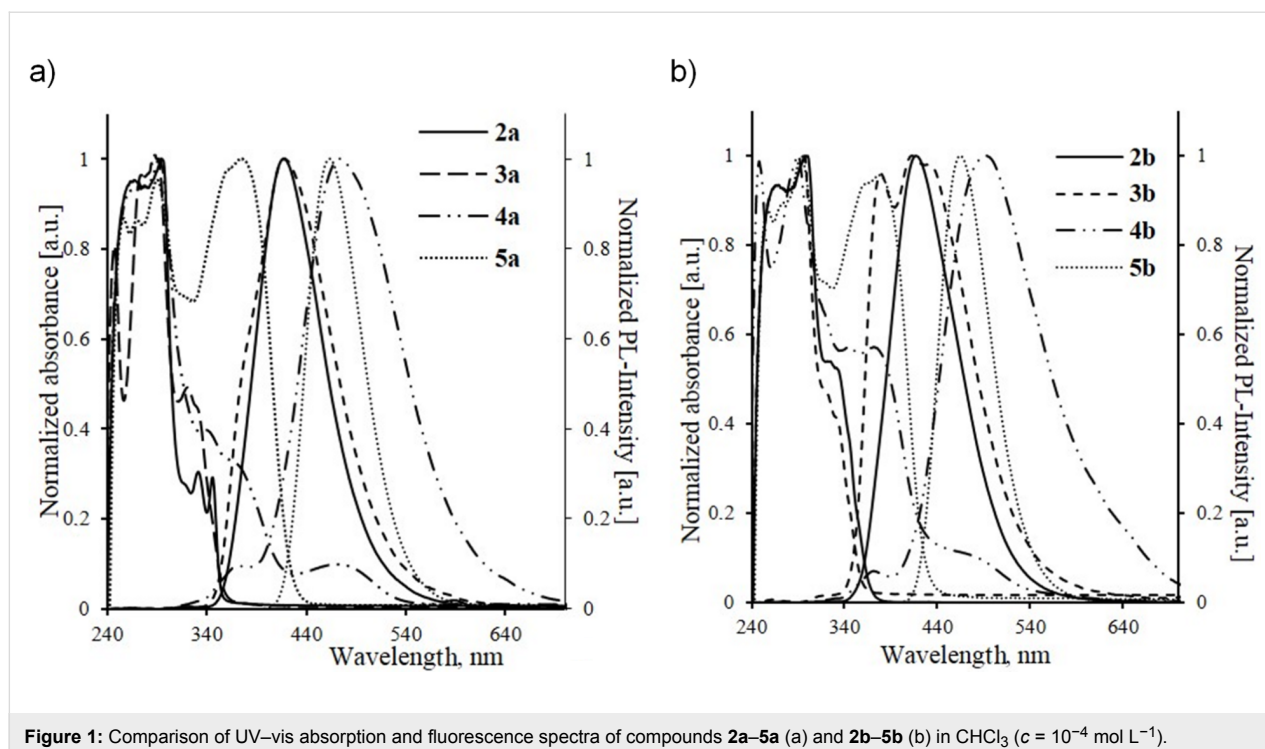 a)
b)
2a
3a
4a
5a
1
0.8
0.6
0.4
0.2
0
1
0.8
0.6
0.4
0.2
0
240 340 440 540 640
Wavelength, nm
Normalized absorbance [a.u.]
Normalized PL-Intensity [a.u.]
2b
3b
4b
5b
1
0.8
0.6
0.4
0.2
0
1
0.8
0.6
0.4
0.2
0
240 340 440 540 640
Wavelength, nm
Normalized absorbance [a.u.]
Normalized PL-Intensity [a.u.]
Figure 1: Comparison of UV–vis absorption and fluorescence spectra of compounds 2a–5a (a) and 2b–5b (b) in CHCl₃ (c = 10⁻⁴ mol L⁻¹).